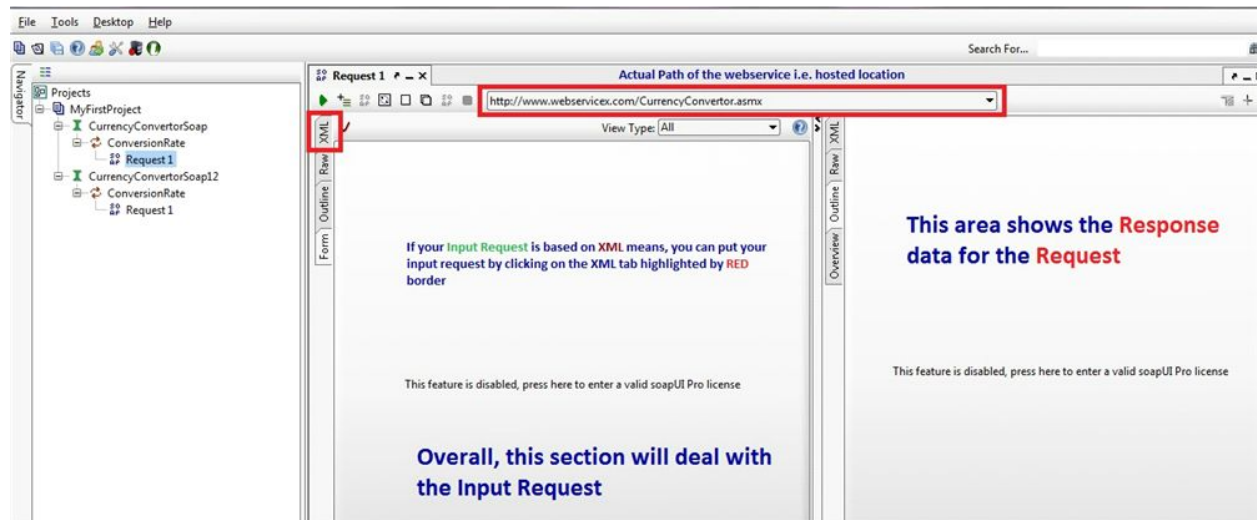 File Tools Desktop Help
Search For...
Navigator
Projects
MyFirstProject
CurrencyConvertorSoap
ConversionRate
Request 1
CurrencyConvertorSoap12
ConversionRate
Request 1
Request 1
Actual Path of the webservice i.e. hosted location
http://www.webservicex.com/CurrencyConvertor.asmx
View Type: All
XML
Raw
Outline
Form
If your Input Request is based on XML means, you can put your
input request by clicking on the XML tab highlighted by RED
border
This feature is disabled, press here to enter a valid soapUI Pro license
Overall, this section will deal with
the Input Request
XML
Raw
Outline
Overview
This area shows the Response
data for the Request
This feature is disabled, press here to enter a valid soapUI Pro license